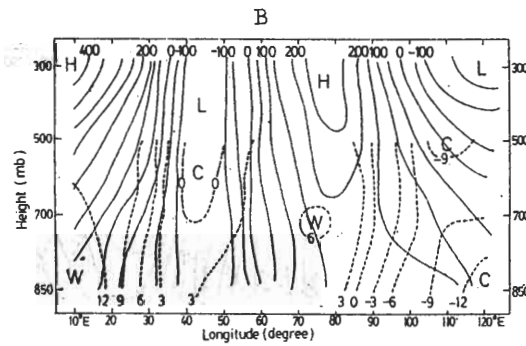 B
400 200 0 -100 -100 0 100 200 200 100 0 -100
H L H L
300 300
500 500
C C
-9
0 0
700 700
W
6
W C
850 850
12 9 6 3 3 3 0 -3 -6 -9 -12
10°E 20 30 40 50 60 70 80 90 100 110 120°E
Height (mb)
Longitude (degree)